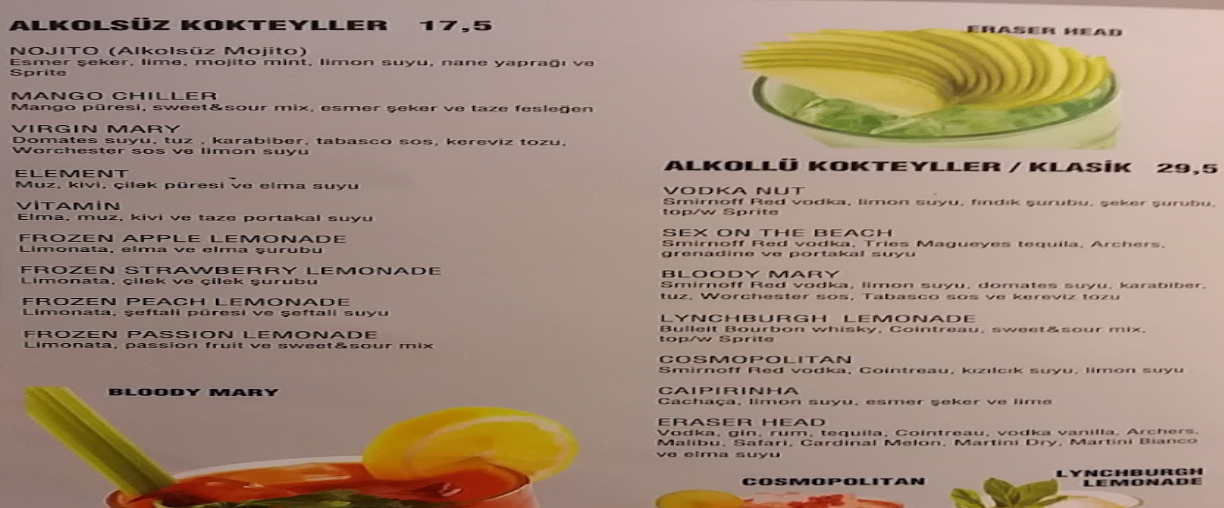 ALKOLSÜZ KOKTEYLLER 17,5
NOJITO (Alkolsüz Mojito)
Esmer şeker, lime, mojito mint, limon suyu, nane yaprağı ve
Sprite
MANGO CHILLER
Mango püresi, sweet&sour mix, esmer şeker ve taze fesleğen
VIRGIN MARY
Domates suyu, tuz , karabiber, tabasco sos, kereviz tozu,
Worchester sos ve limon suyu
ELEMENT
Muz, kivi, çilek püresi ve elma suyu
VİTAMİN
Elma, muz, kivi ve taze portakal suyu
FROZEN APPLE LEMONADE
Limonata, elma ve elma şurubu
FROZEN STRAWBERRY LEMONADE
Limonata, çilek ve çilek şurubu
FROZEN PEACH LEMONADE
Limonata, şeftali püresi ve şeftali suyu
FROZEN PASSION LEMONADE
Limonata, passion fruit ve sweet&sour mix
BLOODY MARY
ERASER HEAD
ALKOLLÜ KOKTEYLLER / KLASİK 29,5
VODKA NUT
Smirnoff Red vodka, limon suyu, fındık şurubu, şeker şurubu,
top/w Sprite
SEX ON THE BEACH
Smirnoff Red vodka, Tries Magueyes tequila, Archers,
grenadine ve portakal suyu
BLOODY MARY
Smirnoff Red vodka, limon suyu, domates suyu, karabiber,
tuz, Worchester sos, Tabasco sos ve kereviz tozu
LYNCHBURGH LEMONADE
Bulleit Bourbon whisky, Cointreau, sweet&sour mix,
top/w Sprite
COSMOPOLITAN
Smirnoff Red vodka, Cointreau, kızılcık suyu, limon suyu
CAIPIRINHA
Cachaça, limon suyu, esmer şeker ve lime
ERASER HEAD
Vodka, gin, rum, tequila, Cointreau, vodka vanilla, Archers,
Malibu, Safari, Cardinal Melon, Martini Dry, Martini Bianco
ve elma suyu
COSMOPOLITAN
LYNCHBURGH
LEMONADE